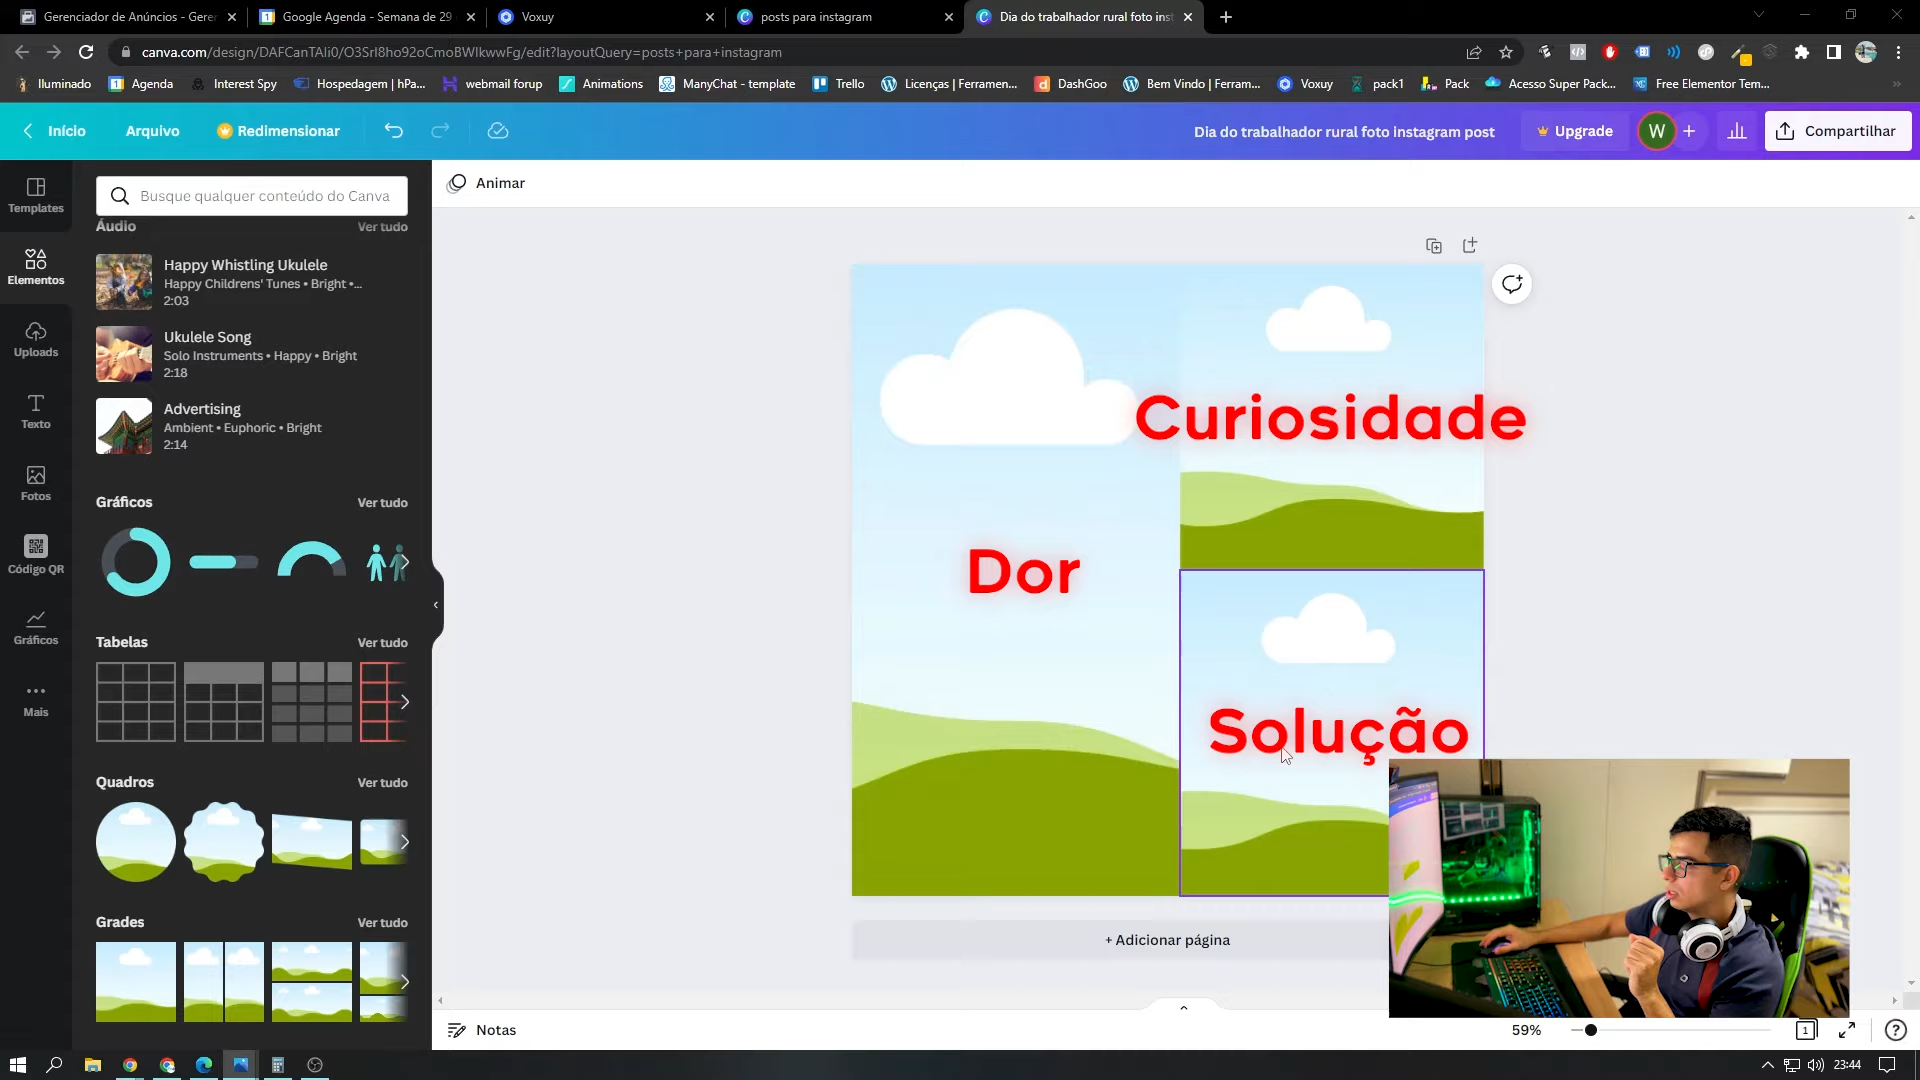 Gerenciador de Anúncios - Geren
Google Agenda - Semana de 29
Voxuy
posts para instagram
Dia do trabalhador rural foto inst
canva.com/design/DAFCanTAIi0/O3Srl8ho92oCmoBWlkwwFg/edit?layoutQuery=posts+para+instagram
Iluminado
Agenda
Interest Spy
Hospedagem | hPa...
webmail forup
Animations
ManyChat - template
Trello
Licenças | Ferramen...
DashGoo
Bem Vindo | Ferram...
Voxuy
pack1
Pack
Acesso Super Pack...
Free Elementor Tem...
Início
Arquivo
Redimensionar
Dia do trabalhador rural foto instagram post
Upgrade
W
Compartilhar
Templates
Elementos
Uploads
Texto
Fotos
Código QR
Gráficos
Mais
Busque qualquer conteúdo do Canva
Áudio
Ver tudo
Happy Whistling Ukulele
Happy Childrens' Tunes • Bright •...
2:03
Ukulele Song
Solo Instruments • Happy • Bright
2:18
Advertising
Ambient • Euphoric • Bright
2:14
Gráficos
Ver tudo
Tabelas
Ver tudo
Quadros
Ver tudo
Grades
Ver tudo
Animar
Curiosidade
Dor
Solução
+ Adicionar página
Notas
59%
1
23:44